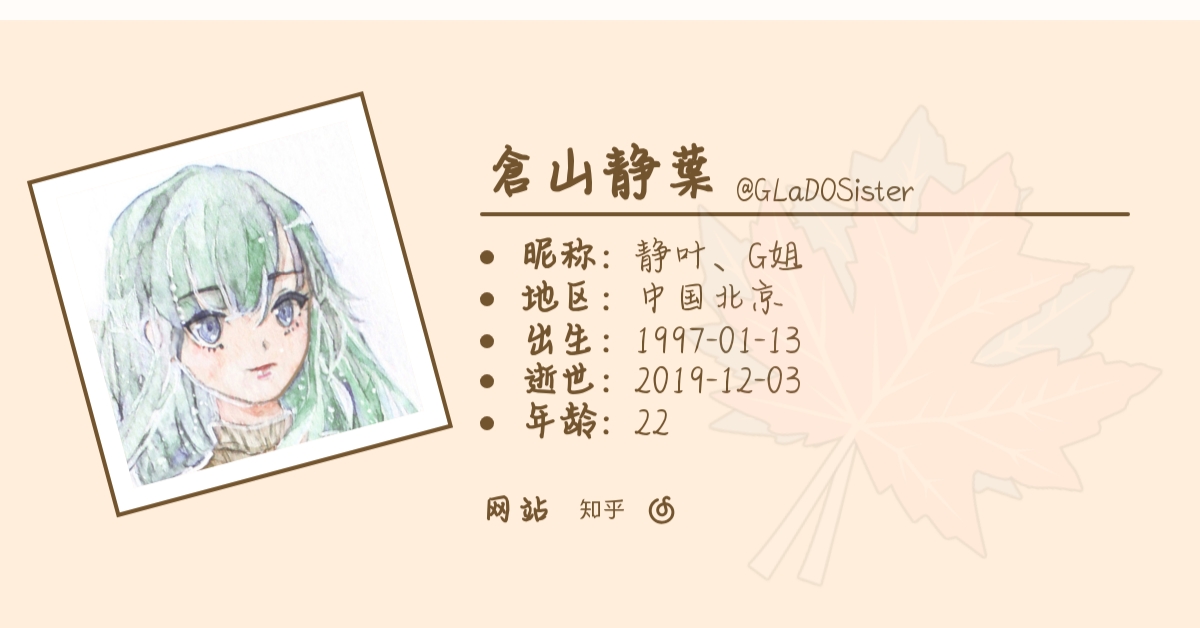 倉山静葉 @GLaDOSister
昵称：静叶、G姐
地区：中国北京
出生：1997-01-13
逝世：2019-12-03
年龄：22
网站 知乎